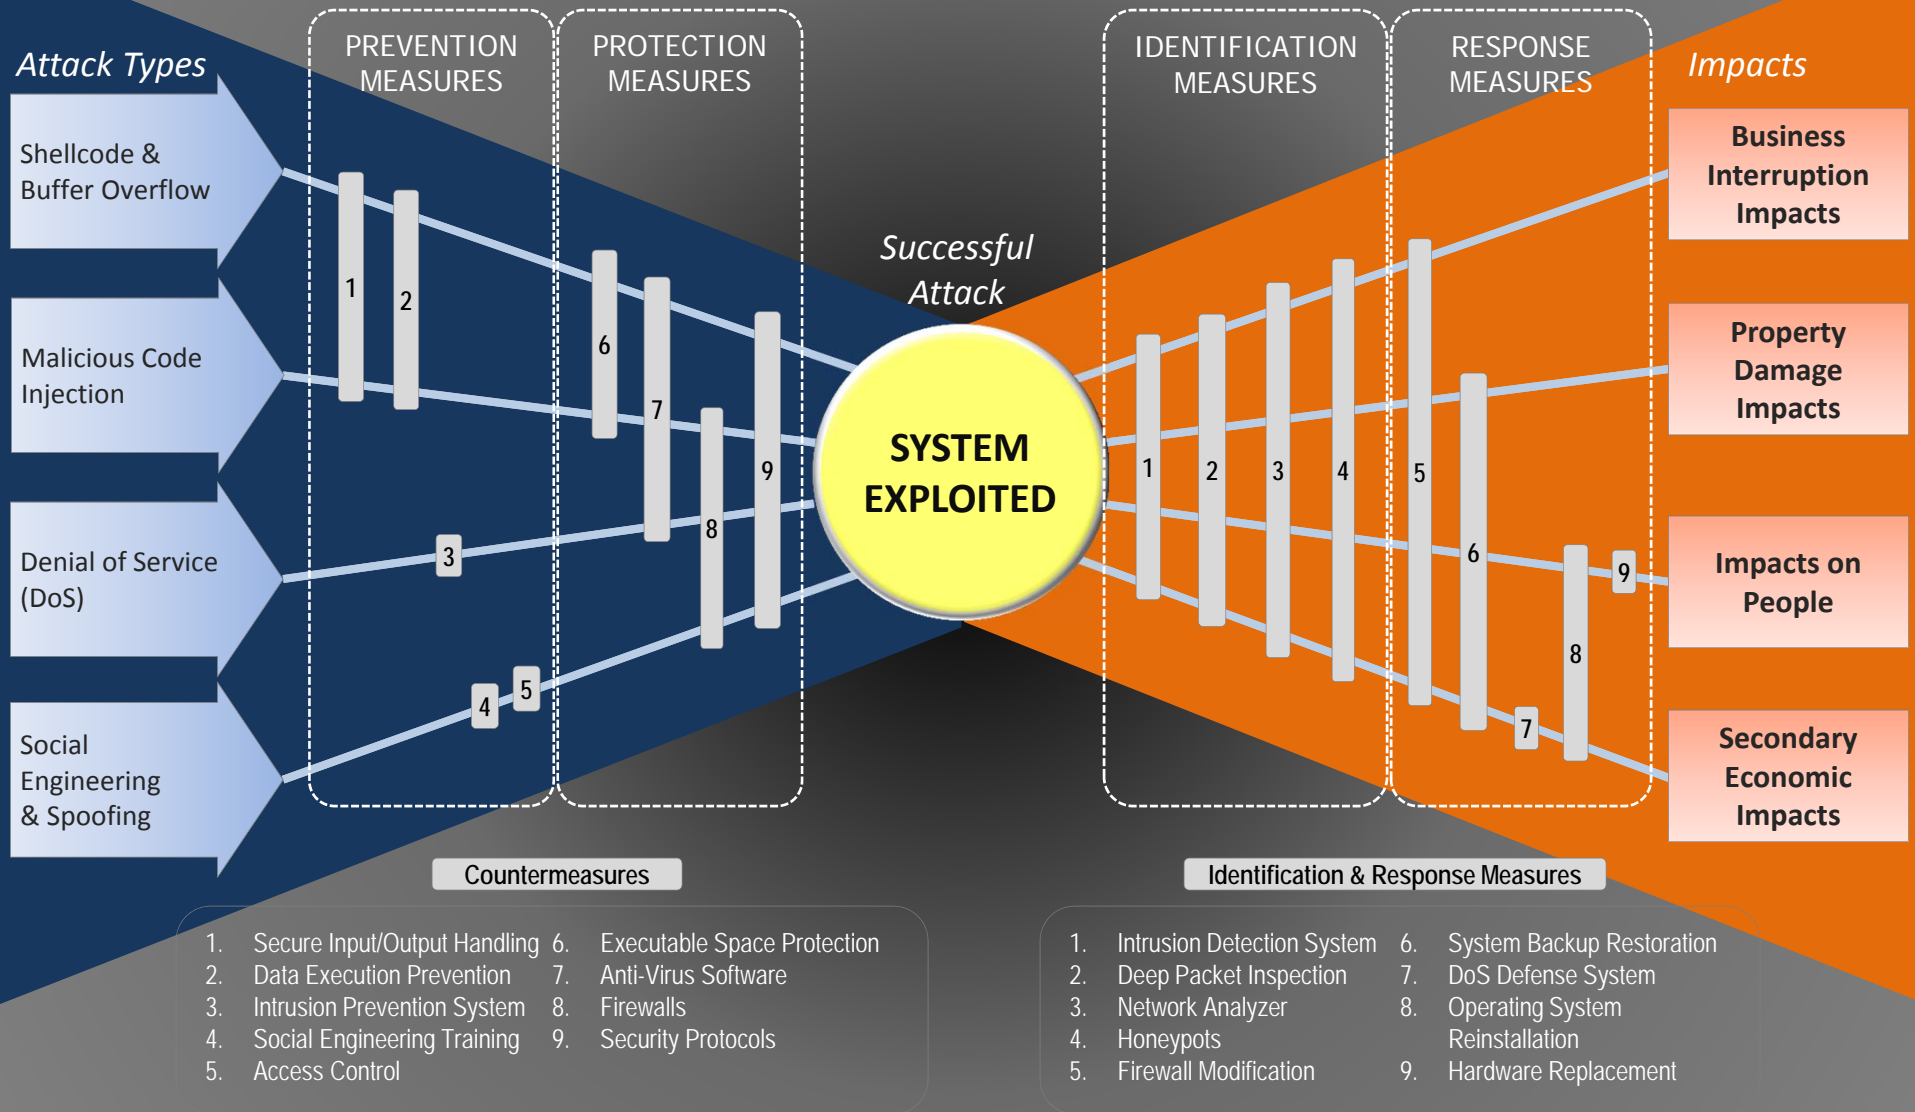 Attack Types
PREVENTION
MEASURES
PROTECTION
MEASURES
IDENTIFICATION
MEASURES
RESPONSE
MEASURES
Impacts
Shellcode &
Buffer Overflow
Malicious Code
Injection
Denial of Service
(DoS)
Social
Engineering
& Spoofing
1
2
3
4
5
6
7
8
9
Successful
Attack
SYSTEM
EXPLOITED
1
2
3
4
5
6
7
8
9
Business
Interruption
Impacts
Property
Damage
Impacts
Impacts on
People
Secondary
Economic
Impacts
Countermeasures
1. Secure Input/Output Handling
2. Data Execution Prevention
3. Intrusion Prevention System
4. Social Engineering Training
5. Access Control
6. Executable Space Protection
7. Anti-Virus Software
8. Firewalls
9. Security Protocols
Identification & Response Measures
1. Intrusion Detection System
2. Deep Packet Inspection
3. Network Analyzer
4. Honeypots
5. Firewall Modification
6. System Backup Restoration
7. DoS Defense System
8. Operating System
Reinstallation
9. Hardware Replacement